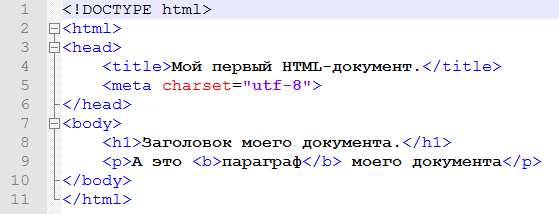 1 <!DOCTYPE html>
2 <html>
3 <head>
4 <title>Мой первый HTML-документ.</title>
5 <meta charset="utf-8">
6 </head>
7 <body>
8 <h1>Заголовок моего документа.</h1>
9 <p>А это <b>параграф</b> моего документа</p>
10 </body>
11 </html>